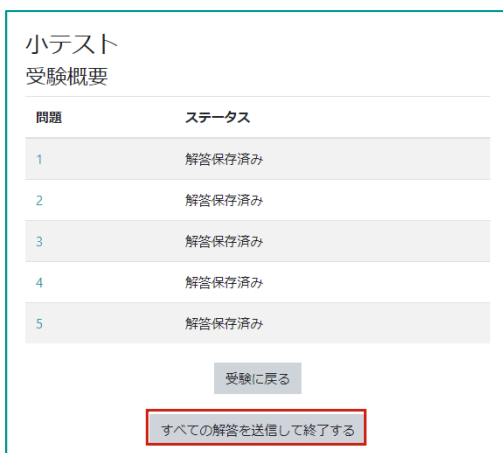 小テスト
受験概要
問題 ステータス
1 解答保存済み
2 解答保存済み
3 解答保存済み
4 解答保存済み
5 解答保存済み
受験に戻る
すべての解答を送信して終了する